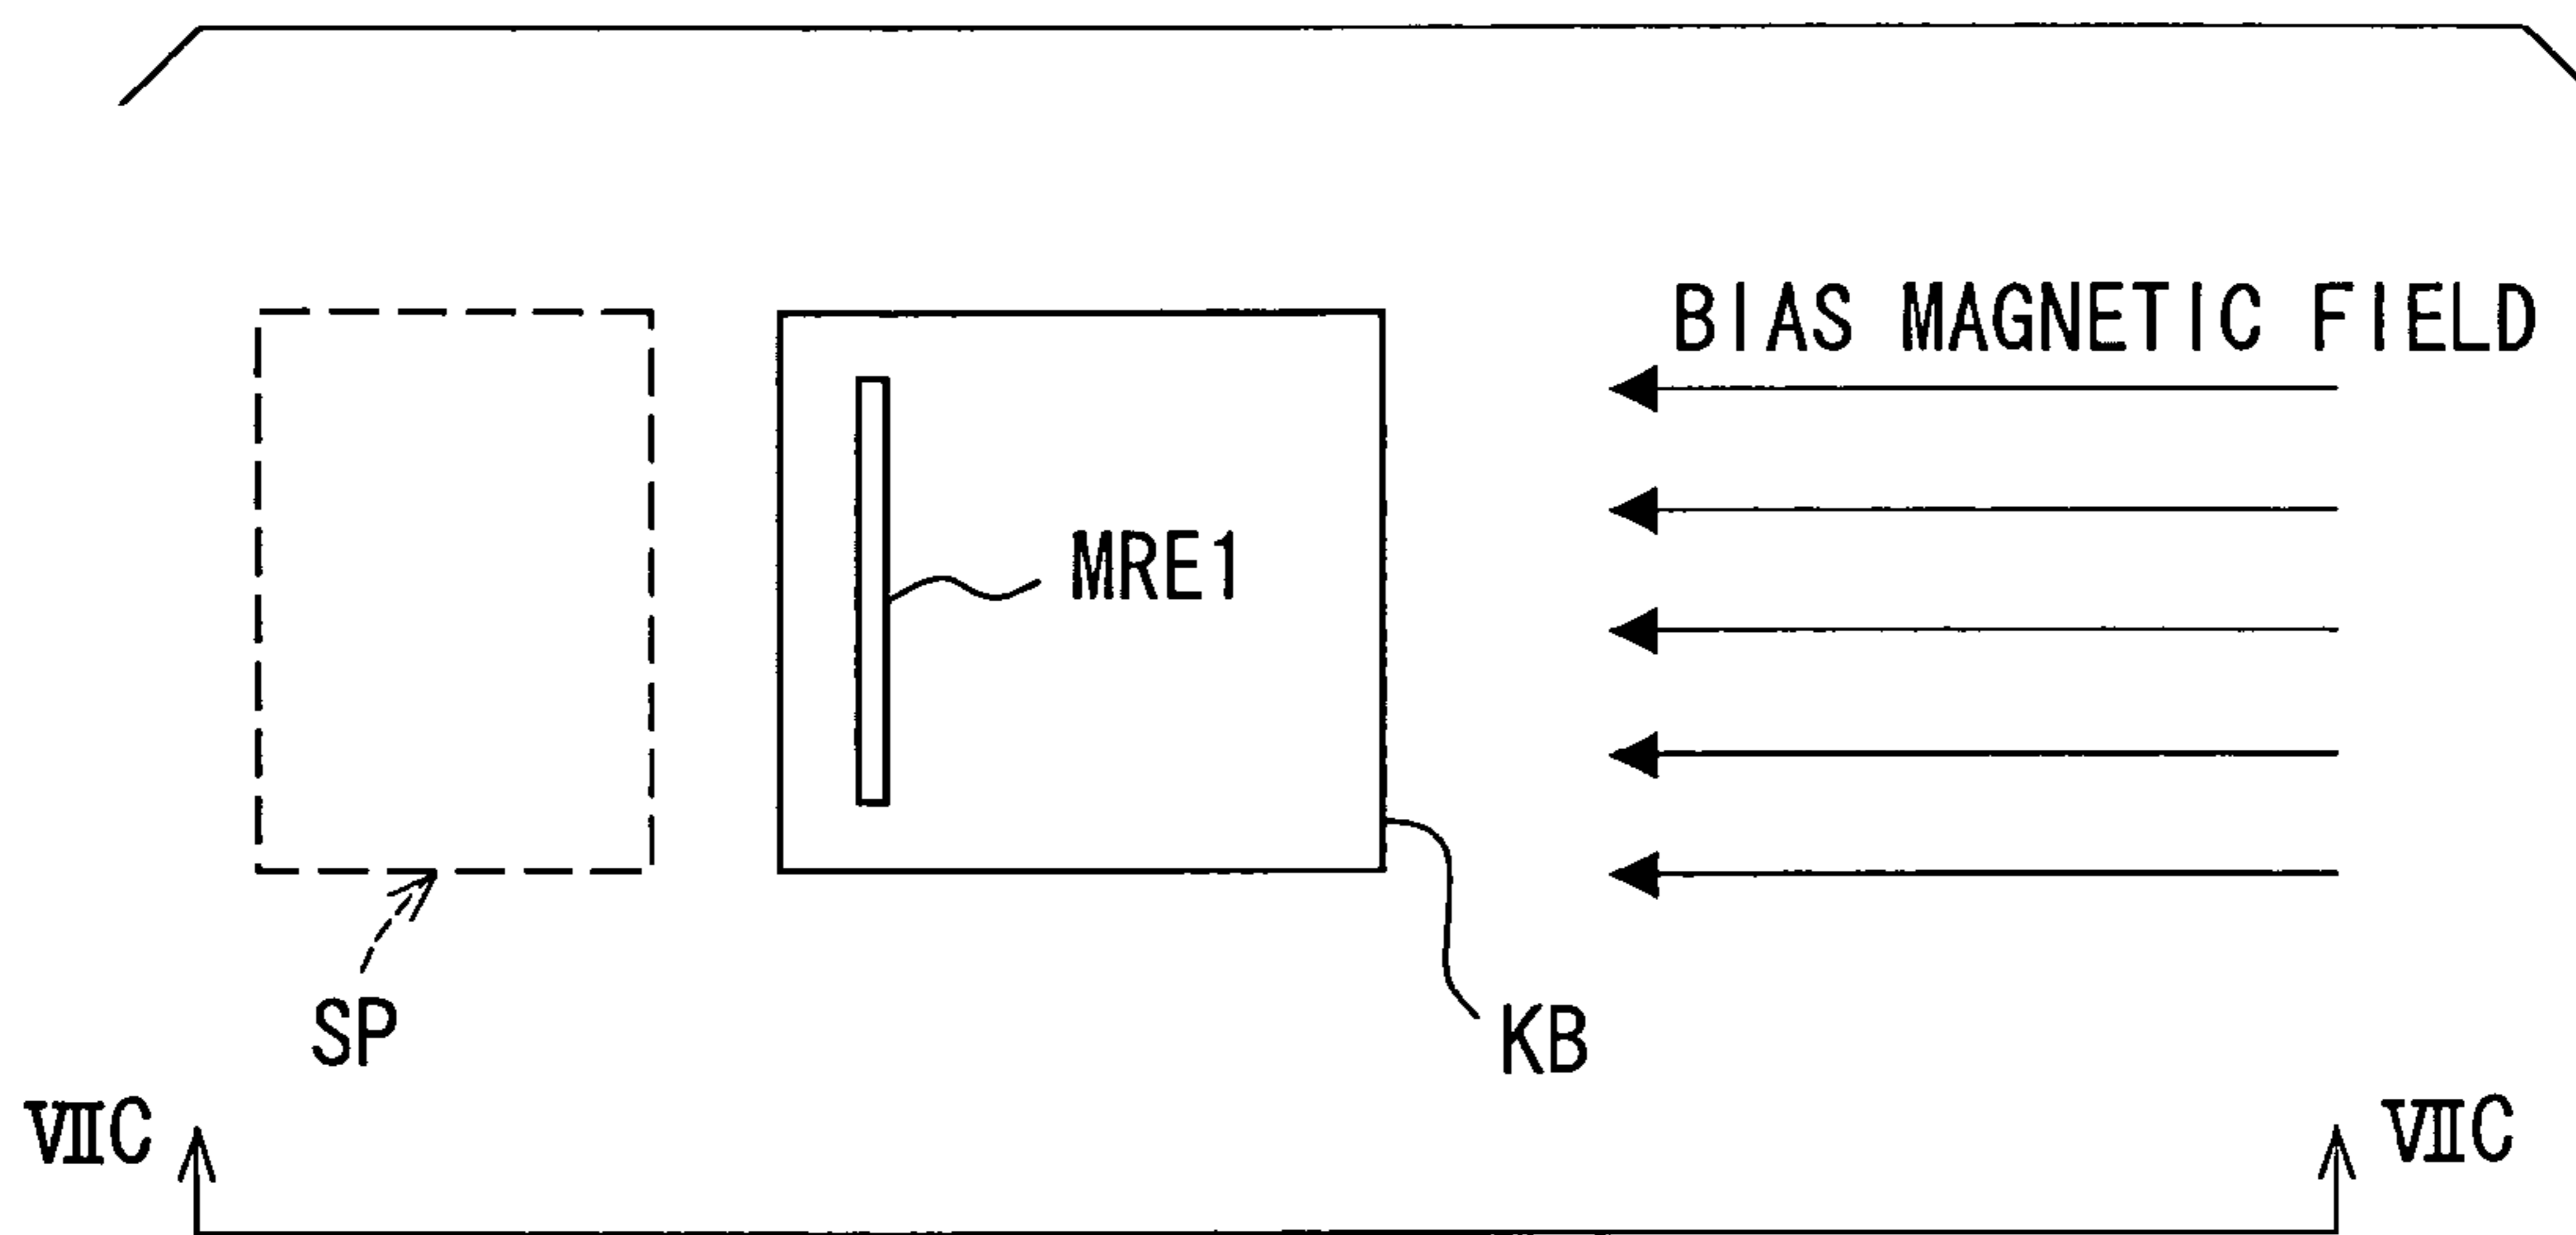 BIAS MAGNETIC FIELD
MRE1
SP
KB
ⅦC
ⅦC